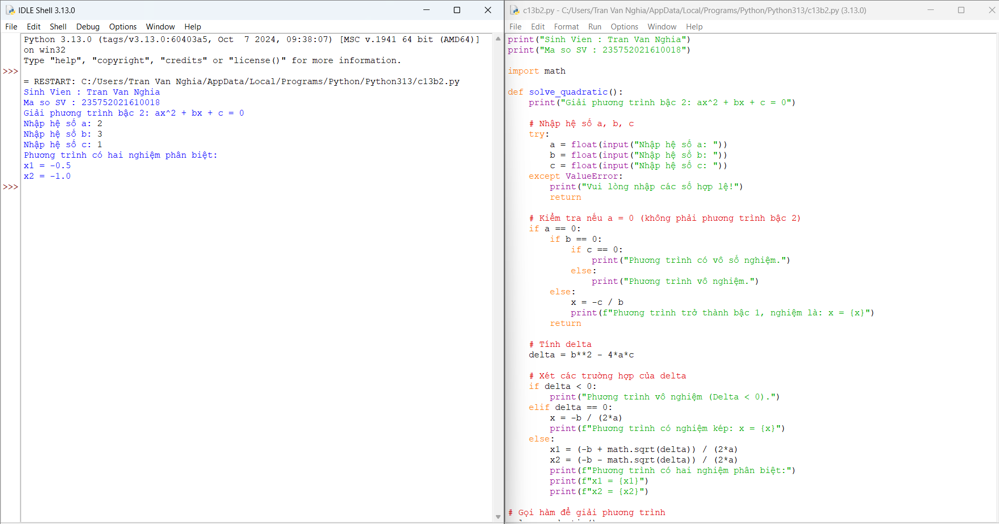 IDLE Shell 3.13.0
File Edit Shell Debug Options Window Help
Python 3.13.0 (tags/v3.13.0:60403a5, Oct  7 2024, 09:38:07) [MSC v.1941 64 bit (AMD64)]
on win32
Type "help", "copyright", "credits" or "license()" for more information.
>>>
= RESTART: C:/Users/Tran Van Nghia/AppData/Local/Programs/Python/Python313/c13b2.py
Sinh Vien : Tran Van Nghia
Ma so SV : 235752021610018
Giải phương trình bậc 2: ax^2 + bx + c = 0
Nhập hệ số a: 2
Nhập hệ số b: 3
Nhập hệ số c: 1
Phương trình có hai nghiệm phân biệt:
x1 = -0.5
x2 = -1.0
>>>
c13b2.py - C:/Users/Tran Van Nghia/AppData/Local/Programs/Python/Python313/c13b2.py (3.13.0)
File Edit Format Run Options Window Help
print("Sinh Vien : Tran Van Nghia")
print("Ma so SV : 235752021610018")
import math
def solve_quadratic():
    print("Giải phương trình bậc 2: ax^2 + bx + c = 0")
    # Nhập hệ số a, b, c
    try:
        a = float(input("Nhập hệ số a: "))
        b = float(input("Nhập hệ số b: "))
        c = float(input("Nhập hệ số c: "))
    except ValueError:
        print("Vui lòng nhập các số hợp lệ!")
        return
    # Kiểm tra nếu a = 0 (không phải phương trình bậc 2)
    if a == 0:
        if b == 0:
            if c == 0:
                print("Phương trình có vô số nghiệm.")
            else:
                print("Phương trình vô nghiệm.")
        else:
            x = -c / b
            print(f"Phương trình trở thành bậc 1, nghiệm là: x = {x}")
        return
    # Tính delta
    delta = b**2 - 4*a*c
    # Xét các trường hợp của delta
    if delta < 0:
        print("Phương trình vô nghiệm (Delta < 0).")
    elif delta == 0:
        x = -b / (2*a)
        print(f"Phương trình có nghiệm kép: x = {x}")
    else:
        x1 = (-b + math.sqrt(delta)) / (2*a)
        x2 = (-b - math.sqrt(delta)) / (2*a)
        print(f"Phương trình có hai nghiệm phân biệt:")
        print(f"x1 = {x1}")
        print(f"x2 = {x2}")
# Gọi hàm để giải phương trình